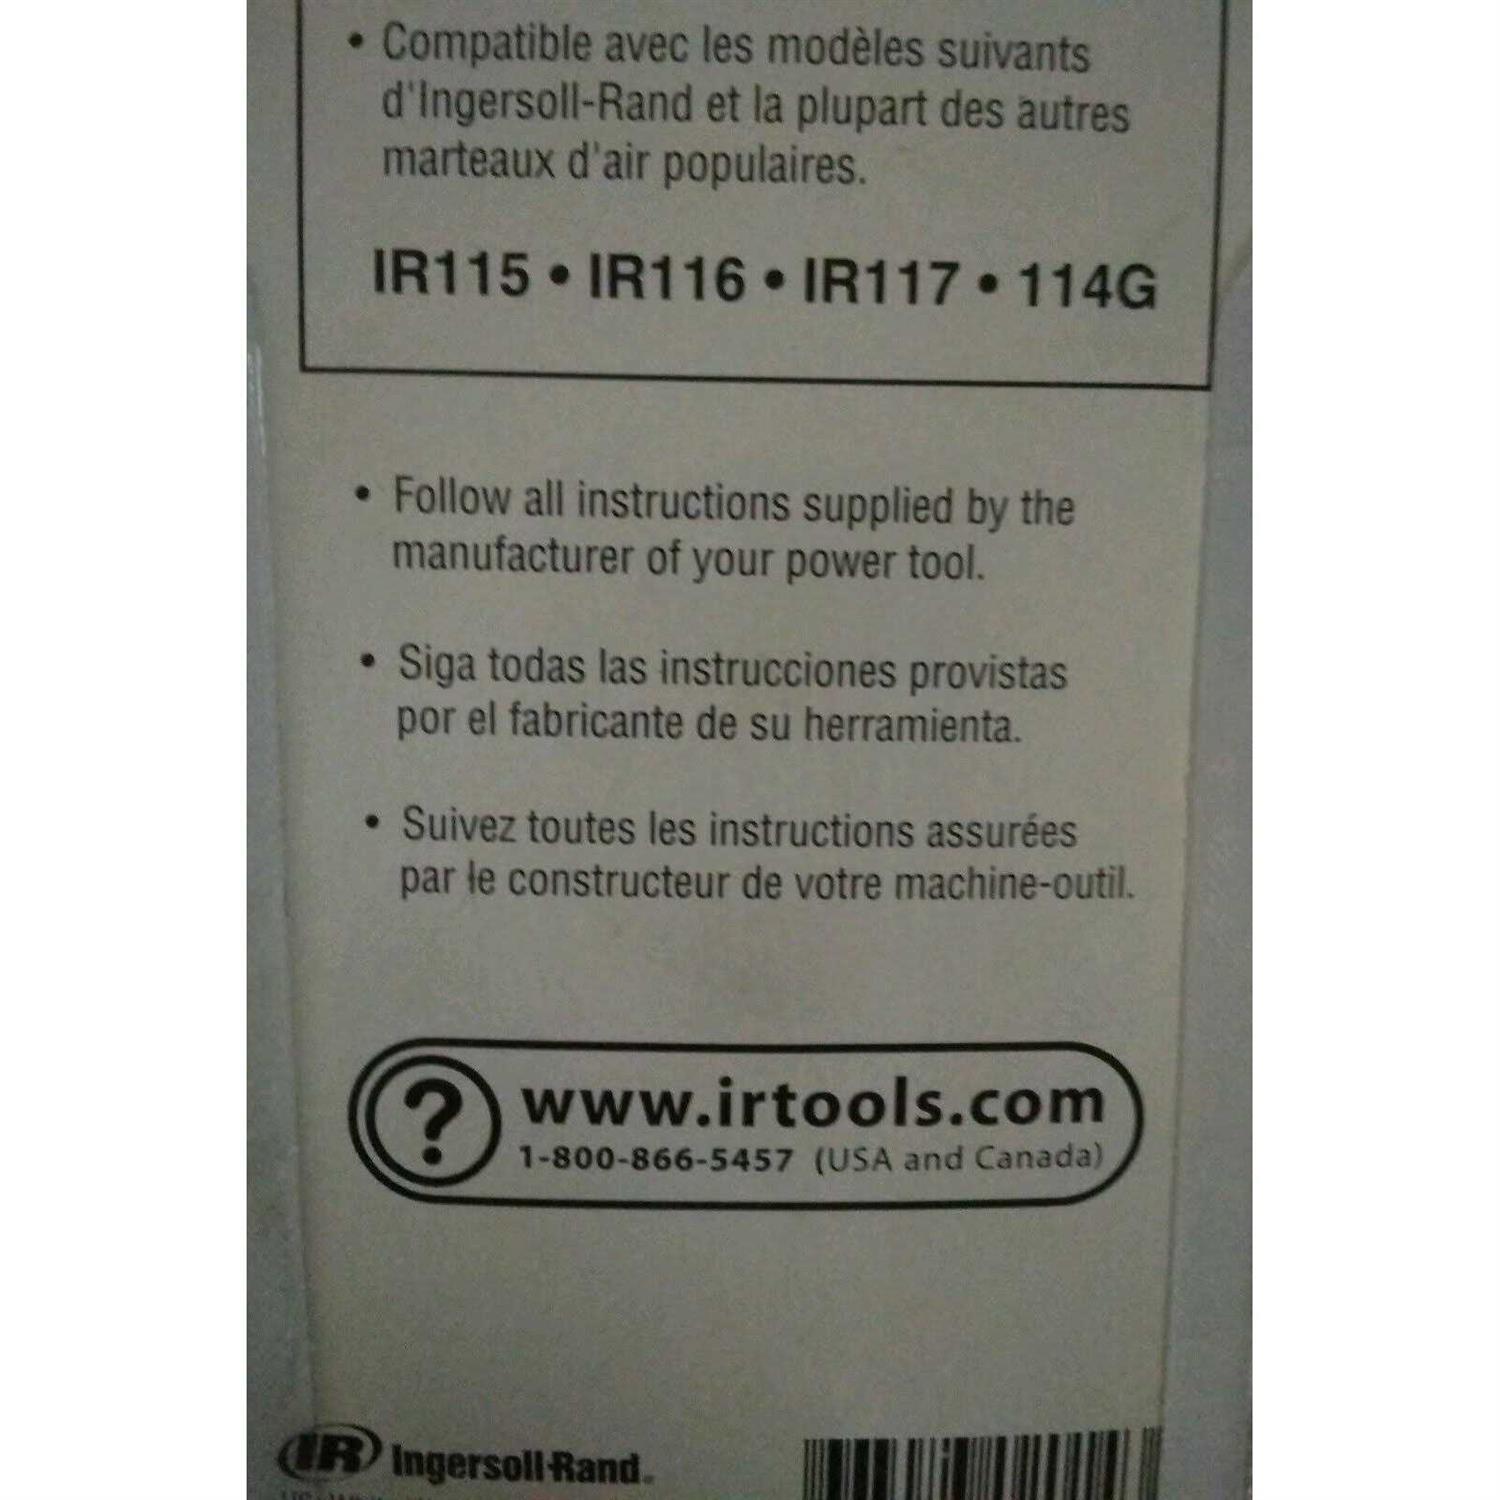 • Compatible avec les modèles suivants
d'Ingersoll-Rand et la plupart des autres
marteaux d'air populaires.
IR115 • IR116 • IR117 • 114G
• Follow all instructions supplied by the
manufacturer of your power tool.
• Siga todas las instrucciones provistas
por el fabricante de su herramienta.
• Suivez toutes les instructions assurées
par le constructeur de votre machine-outil.
?
www.irtools.com
1-800-866-5457 (USA and Canada)
IR Ingersoll-Rand.